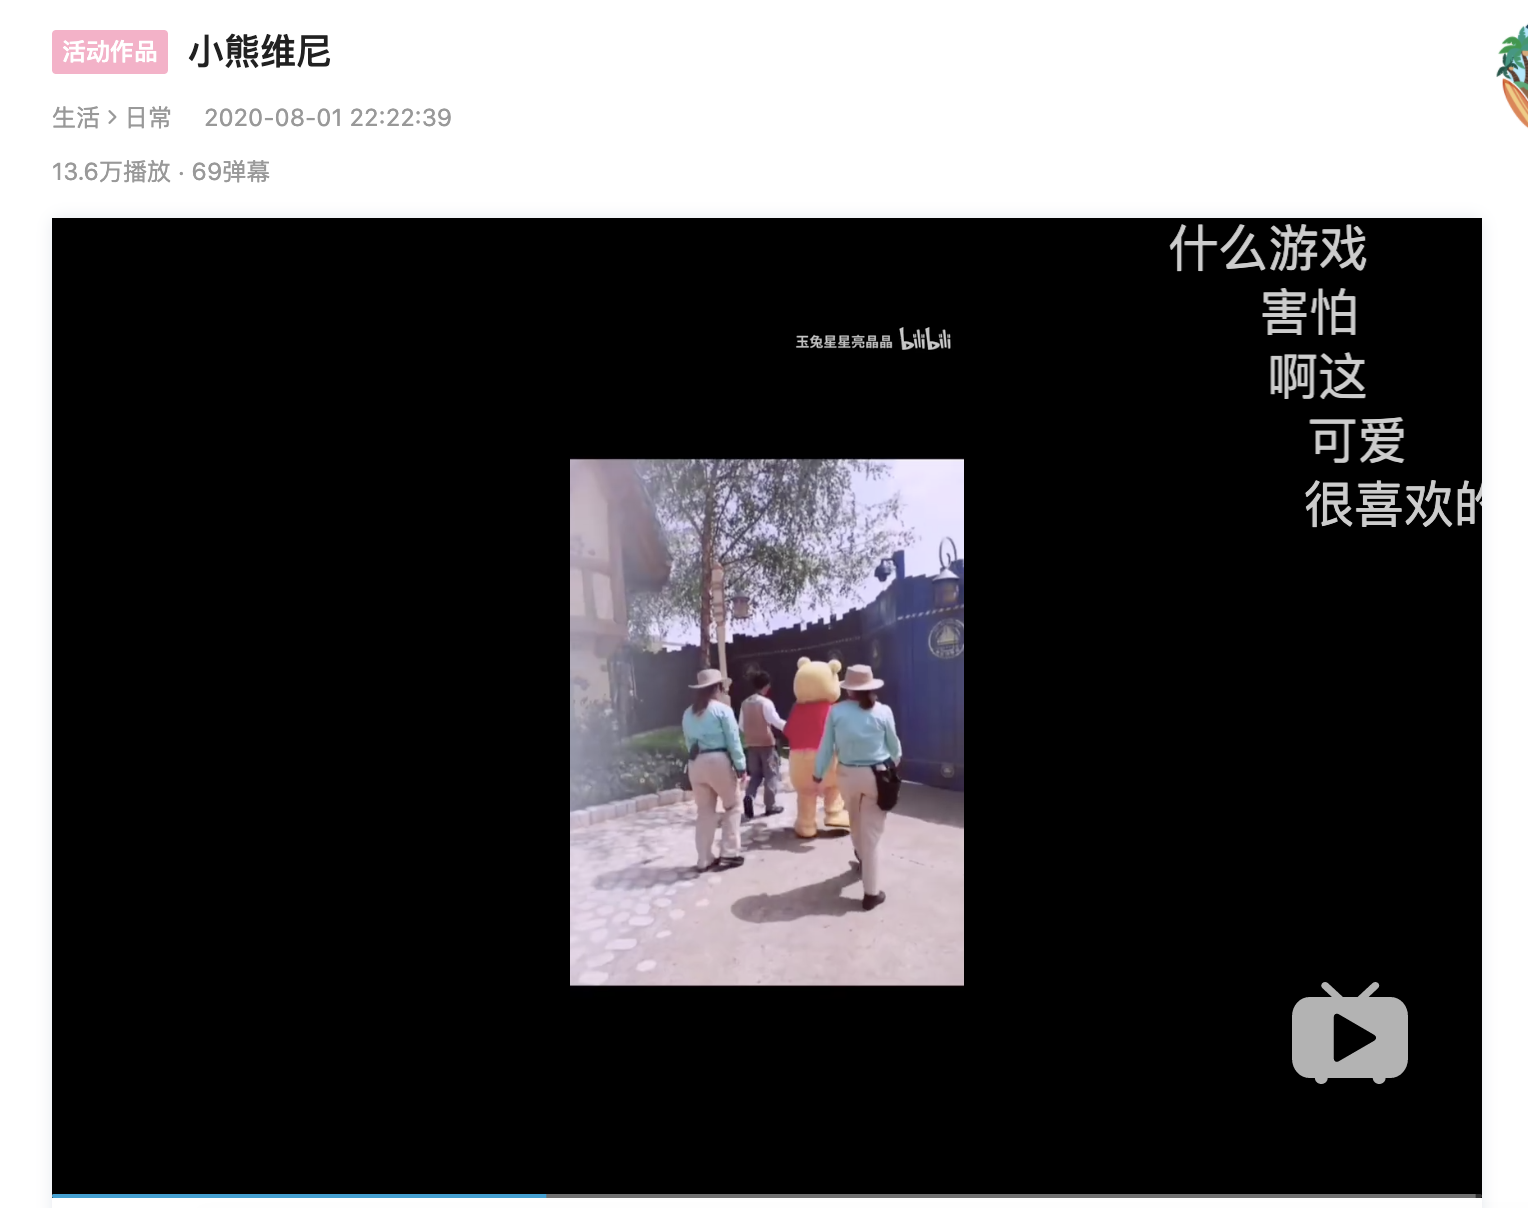 活动作品 小熊维尼
生活 > 日常 2020-08-01 22:22:39
13.6万播放 · 69弹幕
什么游戏
害怕
玉兔星星亮晶晶 bilibili
啊这
可爱
很喜欢的